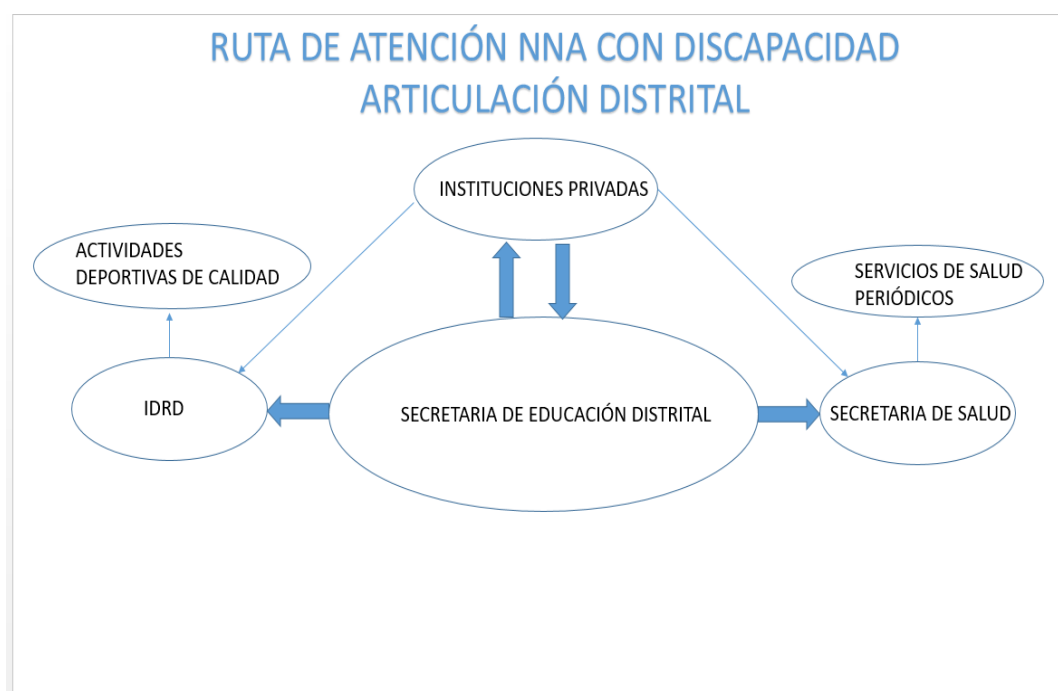 RUTA DE ATENCIÓN NNA CON DISCAPACIDAD
ARTICULACIÓN DISTRITAL
INSTITUCIONES PRIVADAS
ACTIVIDADES
DEPORTIVAS DE CALIDAD
SERVICIOS DE SALUD
PERIÓDICOS
IDRD
SECRETARIA DE EDUCACIÓN DISTRITAL
SECRETARIA DE SALUD